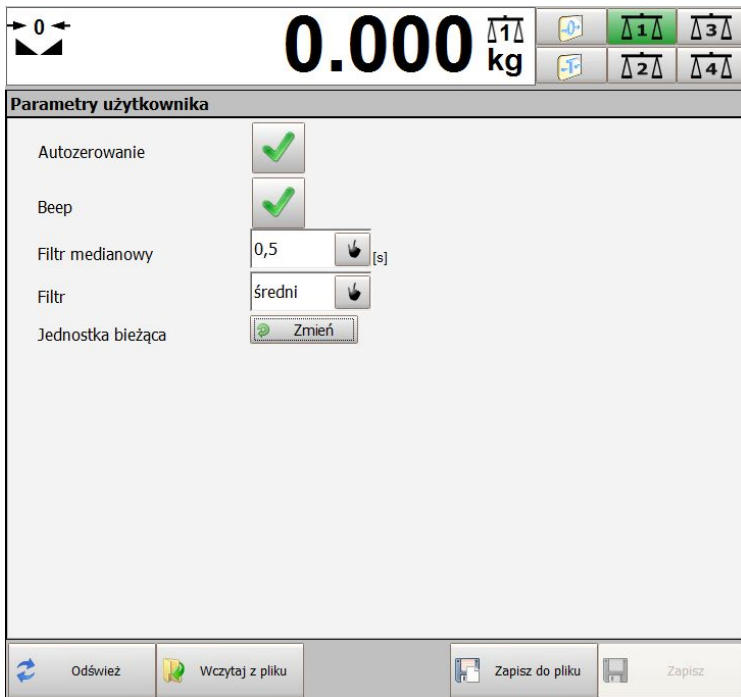 0
0.000
1
kg
-0-
1
3
-T-
2
4
Parametry użytkownika
Autozerowanie
Beep
Filtr medianowy
0,5
[s]
Filtr
średni
Jednostka bieżąca
Zmień
Odśwież
Wczytaj z pliku
Zapisz do pliku
Zapisz